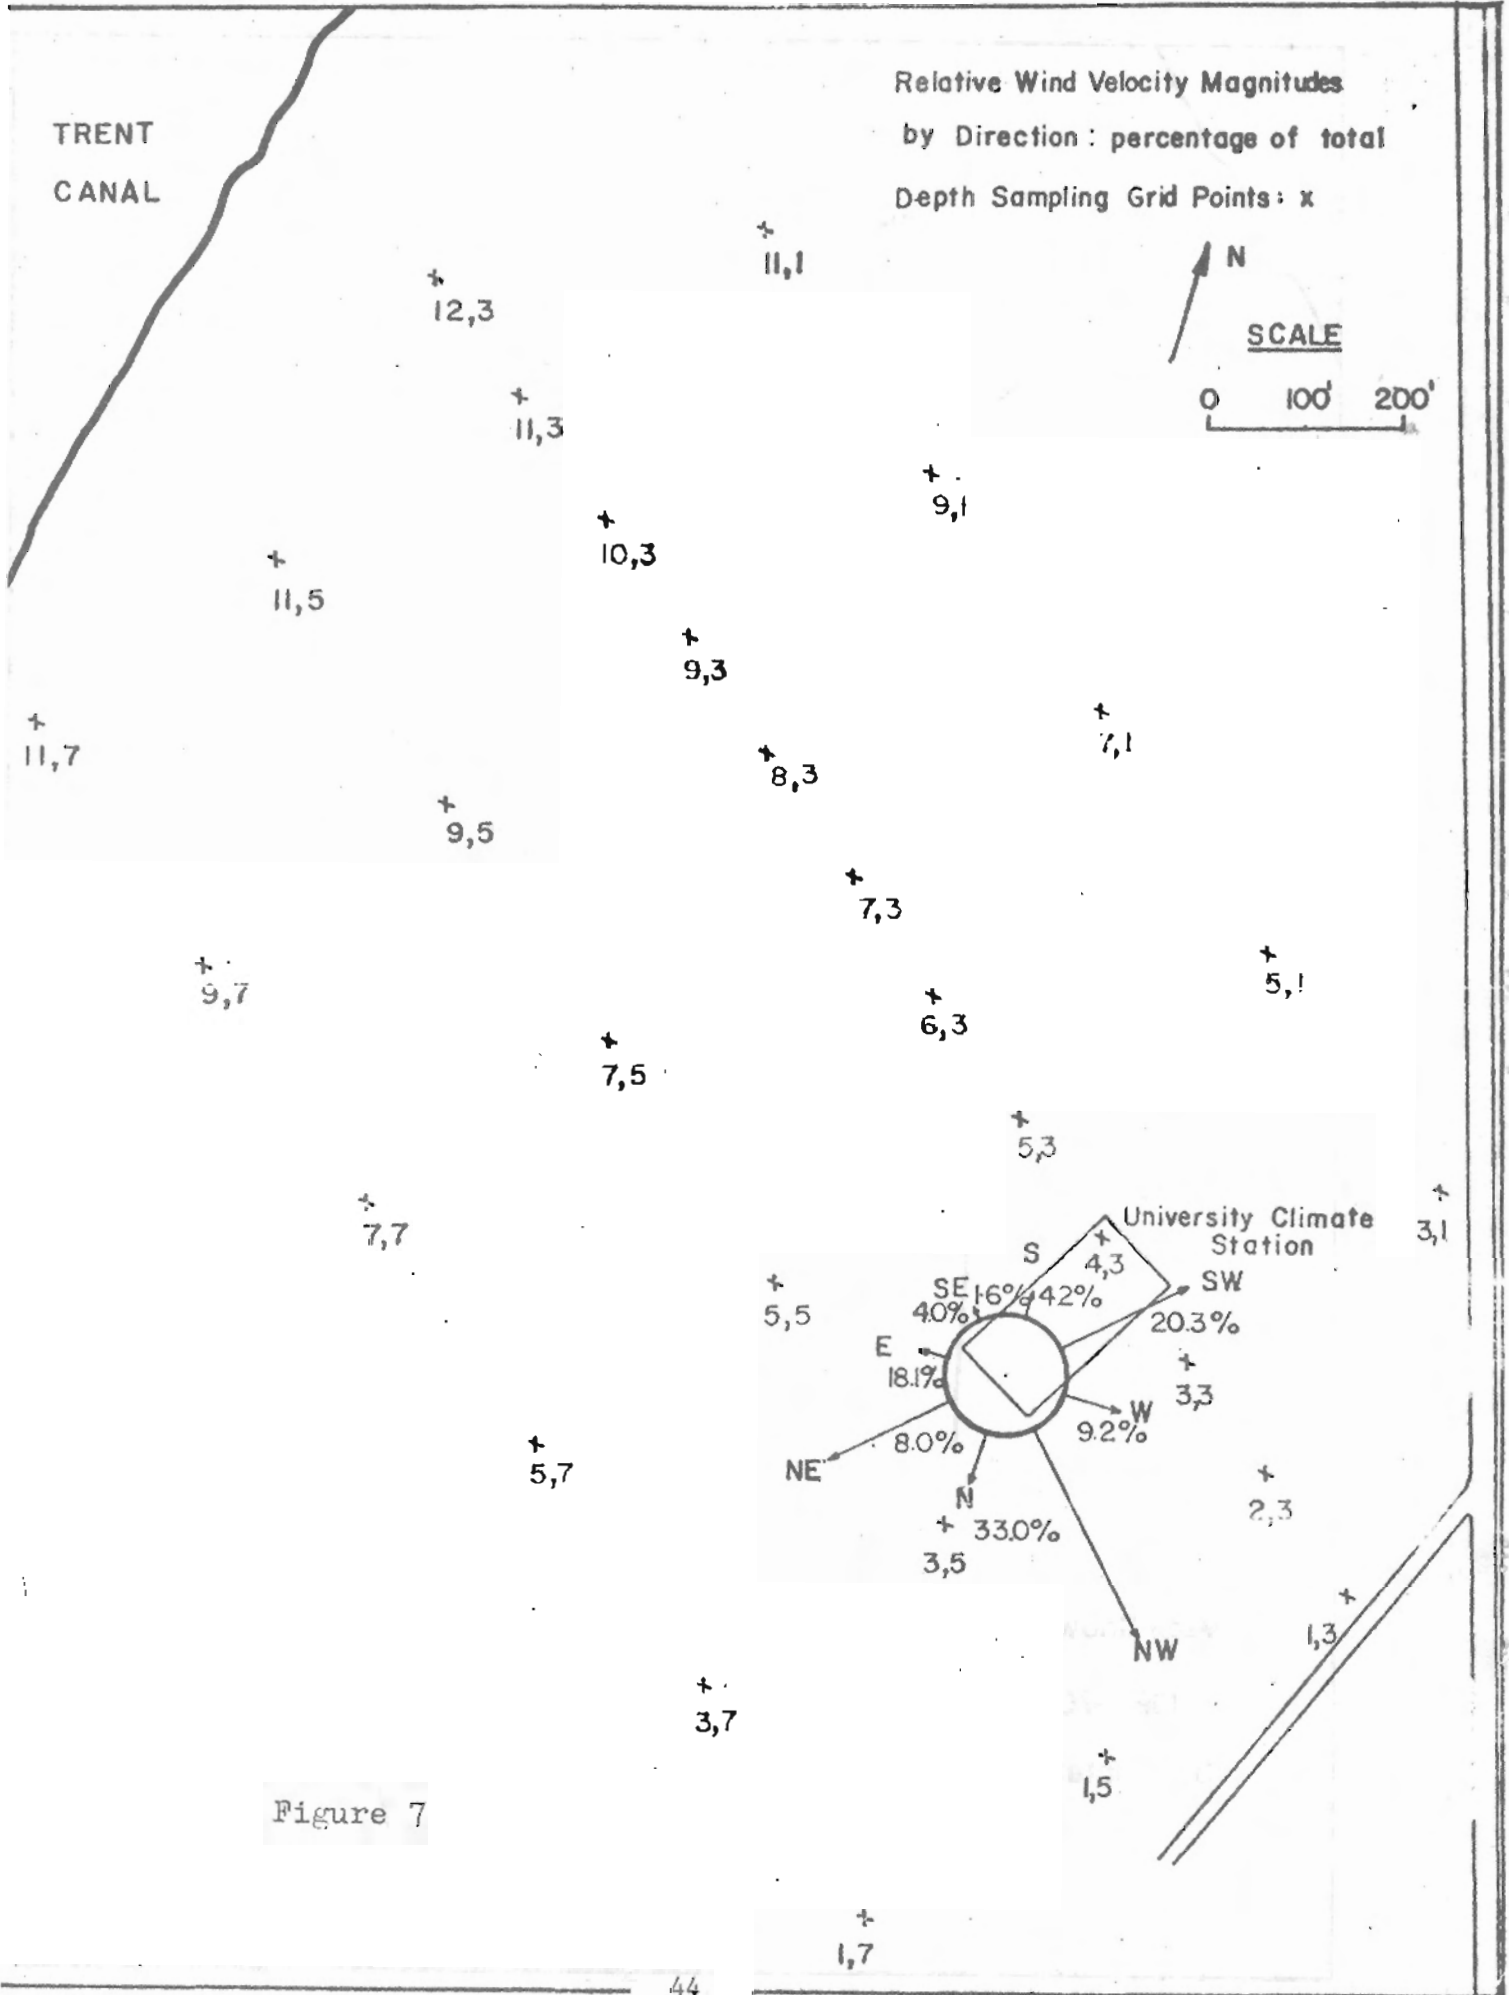 Relative Wind Velocity Magnitudes
by Direction : percentage of total
Depth Sampling Grid Points: x
TRENT
CANAL
N
SCALE
0 100' 200'
11,1
12,3
11,3
9,1
10,3
11,5
9,3
7,1
11,7
8,3
9,5
7,3
5,1
9,7
6,3
7,5
5,3
7,7
University Climate
Station
3,1
S
4,3
SE
1.6%
4.2%
SW
4.0%
5,5
20.3%
E
18.1%
3,3
W
9.2%
8.0%
NE
5,7
N
2,3
33.0%
3,5
1,3
NW
3,7
1,5
Figure 7
1,7
44